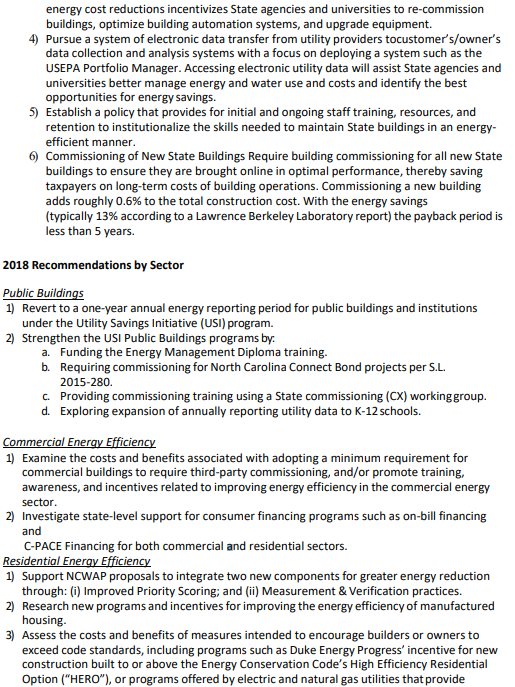 energy cost reductions incentivizes State agencies and universities to re-commission
buildings, optimize building automation systems, and upgrade equipment.
4) Pursue a system of electronic data transfer from utility providers tocustomer's/owner's
data collection and analysis systems with a focus on deploying a system such as the
USEPA Portfolio Manager. Accessing electronic utility data will assist State agencies and
universities better manage energy and water use and costs and identify the best
opportunities for energy savings.
5) Establish a policy that provides for initial and ongoing staff training, resources, and
retention to institutionalize the skills needed to maintain State buildings in an energy-
efficient manner.
6) Commissioning of New State Buildings Require building commissioning for all new State
buildings to ensure they are brought online in optimal performance, thereby saving
taxpayers on long-term costs of building operations. Commissioning a new building
adds roughly 0.6% to the total construction cost. With the energy savings
(typically 13% according to a Lawrence Berkeley Laboratory report) the payback period is
less than 5 years.
2018 Recommendations by Sector
Public Buildings
1) Revert to a one-year annual energy reporting period for public buildings and institutions
under the Utility Savings Initiative (USI) program.
2) Strengthen the USI Public Buildings programs by:
a. Funding the Energy Management Diploma training.
b. Requiring commissioning for North Carolina Connect Bond projects per S.L.
2015-280.
c. Providing commissioning training using a State commissioning (CX) working group.
d. Exploring expansion of annually reporting utility data to K-12 schools.
Commercial Energy Efficiency
1) Examine the costs and benefits associated with adopting a minimum requirement for
commercial buildings to require third-party commissioning, and/or promote training,
awareness, and incentives related to improving energy efficiency in the commercial energy
sector.
2) Investigate state-level support for consumer financing programs such as on-bill financing
and
C-PACE Financing for both commercial and residential sectors.
Residential Energy Efficiency
1) Support NCWAP proposals to integrate two new components for greater energy reduction
through: (i) Improved Priority Scoring; and (ii) Measurement & Verification practices.
2) Research new programs and incentives for improving the energy efficiency of manufactured
housing.
3) Assess the costs and benefits of measures intended to encourage builders or owners to
exceed code standards, including programs such as Duke Energy Progress' incentive for new
construction built to or above the Energy Conservation Code's High Efficiency Residential
Option ("HERO"), or programs offered by electric and natural gas utilities that provide